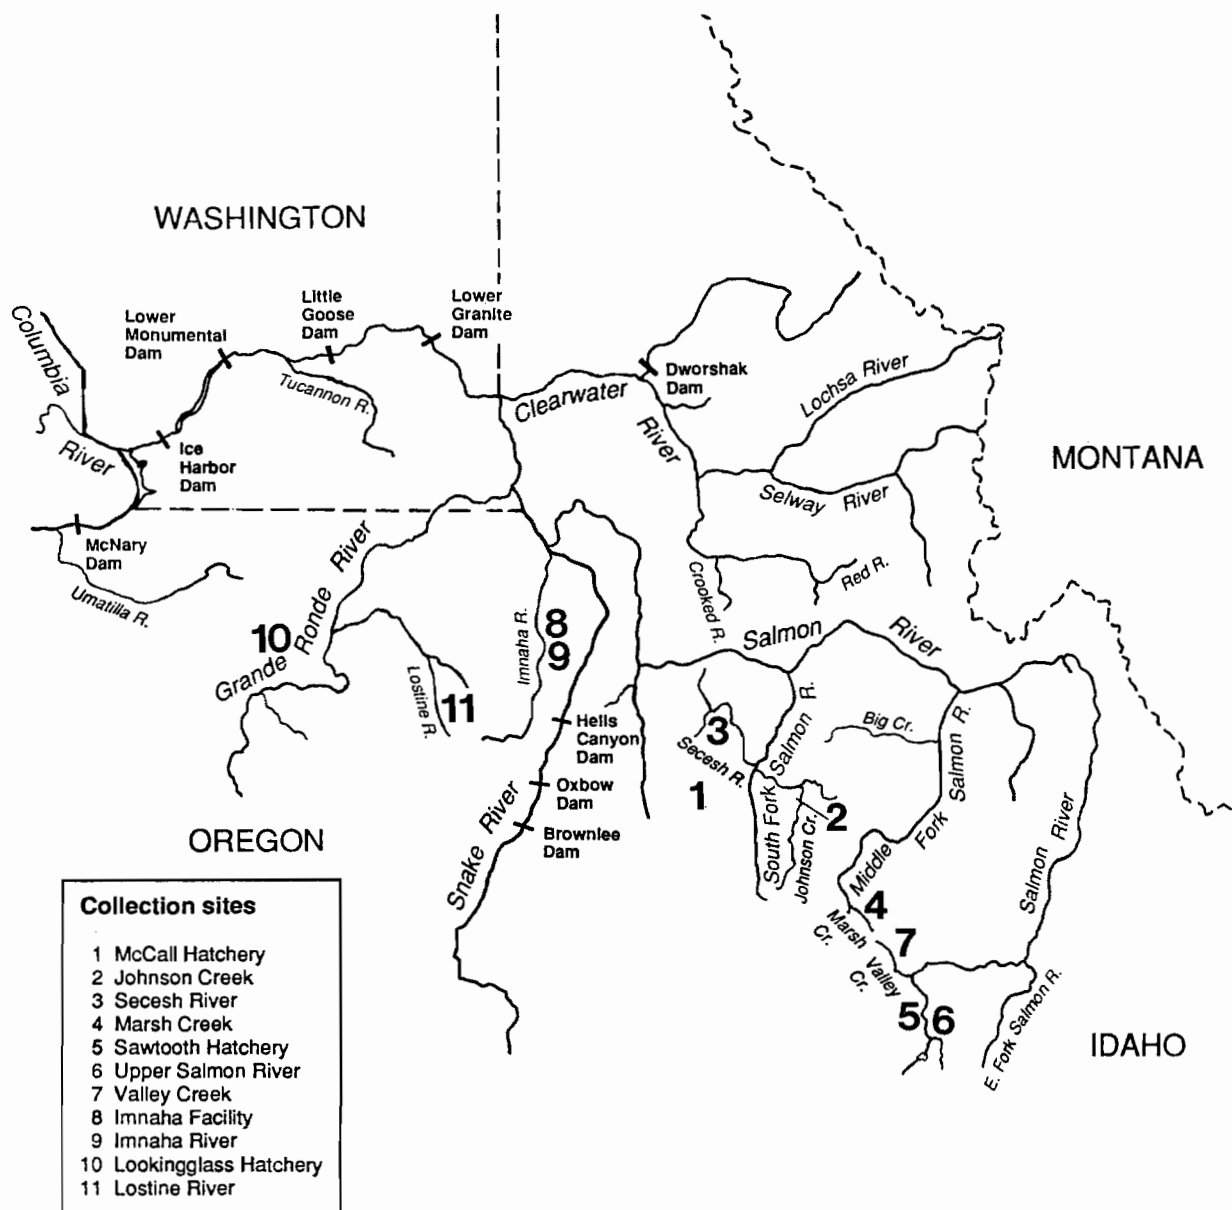 WASHINGTON
Columbia
River
Lower
Monumental
Dam
Little
Goose
Dam
Lower
Granite
Dam
Tucannon R.
Ice
Harbor
Dam
McNary
Dam
Umatilla R.
Clearwater
River
Dworshak
Dam
Lochsa River
Selway River
MONTANA
Crooked R.
Red R.
Grande Ronde River
10
Lostine R.
11
Imnaha R.
8
9
Salmon River
Hells
Canyon
Dam
Oxbow
Dam
Brownlee
Dam
Snake River
3
Secesh R.
1
South Fork Salmon R.
2
Johnson Cr.
Big Cr.
Middle Fork Salmon R.
4
Marsh
Cr.
7
Valley
Cr.
5
6
Salmon River
E. Fork Salmon R.
IDAHO
OREGON
Collection sites
1 McCall Hatchery
2 Johnson Creek
3 Secesh River
4 Marsh Creek
5 Sawtooth Hatchery
6 Upper Salmon River
7 Valley Creek
8 Imnaha Facility
9 Imnaha River
10 Lookingglass Hatchery
11 Lostine River